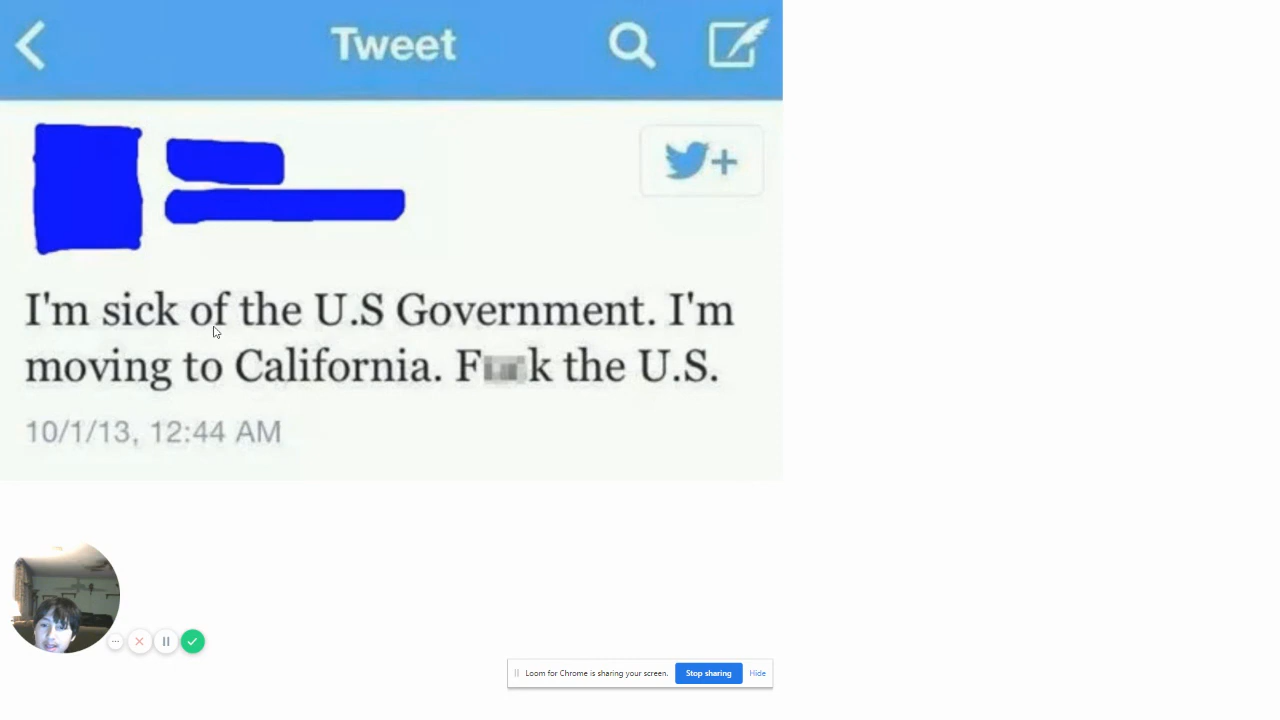 Tweet
I'm sick of the U.S Government. I'm
moving to California. F k the U.S.
10/1/13, 12:44 AM
Loom for Chrome is sharing your screen. Stop sharing Hide